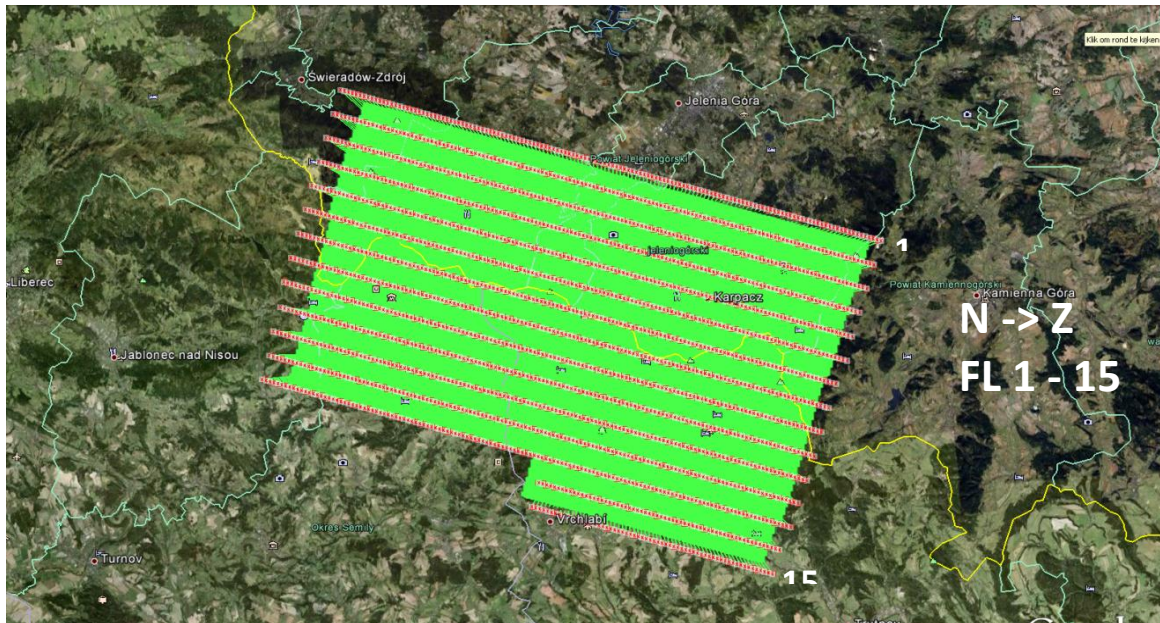 Klik om rond te kijken
Świeradów-Zdrój
Jelenia Góra
Powiat Jeleniogórski
1
jeleniogórski
Powiat Kamiennogórski
Liberec
Karpacz
Kamienna Góra
N -> Z
Jablonec nad Nisou
FL 1 - 15
Vrchlabí
Okres Semily
Turnov
15